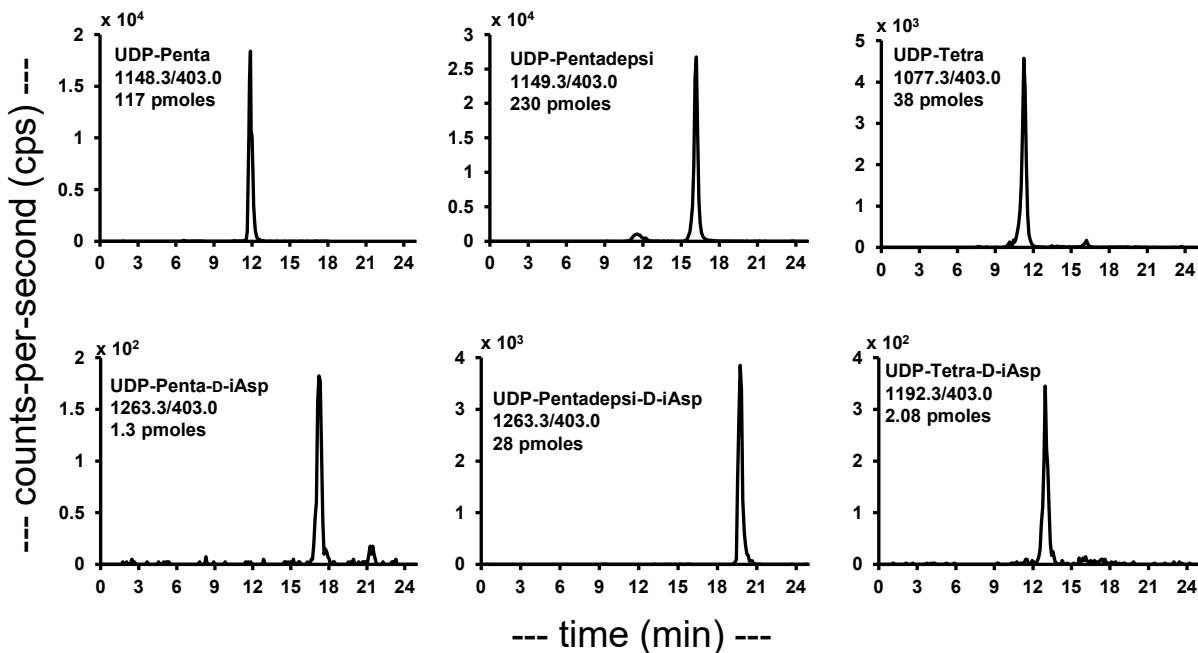 --- counts-per-second (cps) ---
x 10⁴
UDP-Penta
1148.3/403.0
117 pmoles
2
1.5
1
0.5
0
0 3 6 9 12 15 18 21 24
x 10⁴
UDP-Pentadepsi
1149.3/403.0
230 pmoles
3
2.5
2
1.5
1
0.5
0
0 3 6 9 12 15 18 21 24
x 10³
UDP-Tetra
1077.3/403.0
38 pmoles
5
4
3
2
1
0
0 3 6 9 12 15 18 21 24
x 10²
UDP-Penta-D-iAsp
1263.3/403.0
1.3 pmoles
2
1.5
1
0.5
0
0 3 6 9 12 15 18 21 24
x 10³
UDP-Pentadepsi-D-iAsp
1263.3/403.0
28 pmoles
4
3
2
1
0
0 3 6 9 12 15 18 21 24
x 10²
UDP-Tetra-D-iAsp
1192.3/403.0
2.08 pmoles
4
3
2
1
0
0 3 6 9 12 15 18 21 24
--- time (min) ---